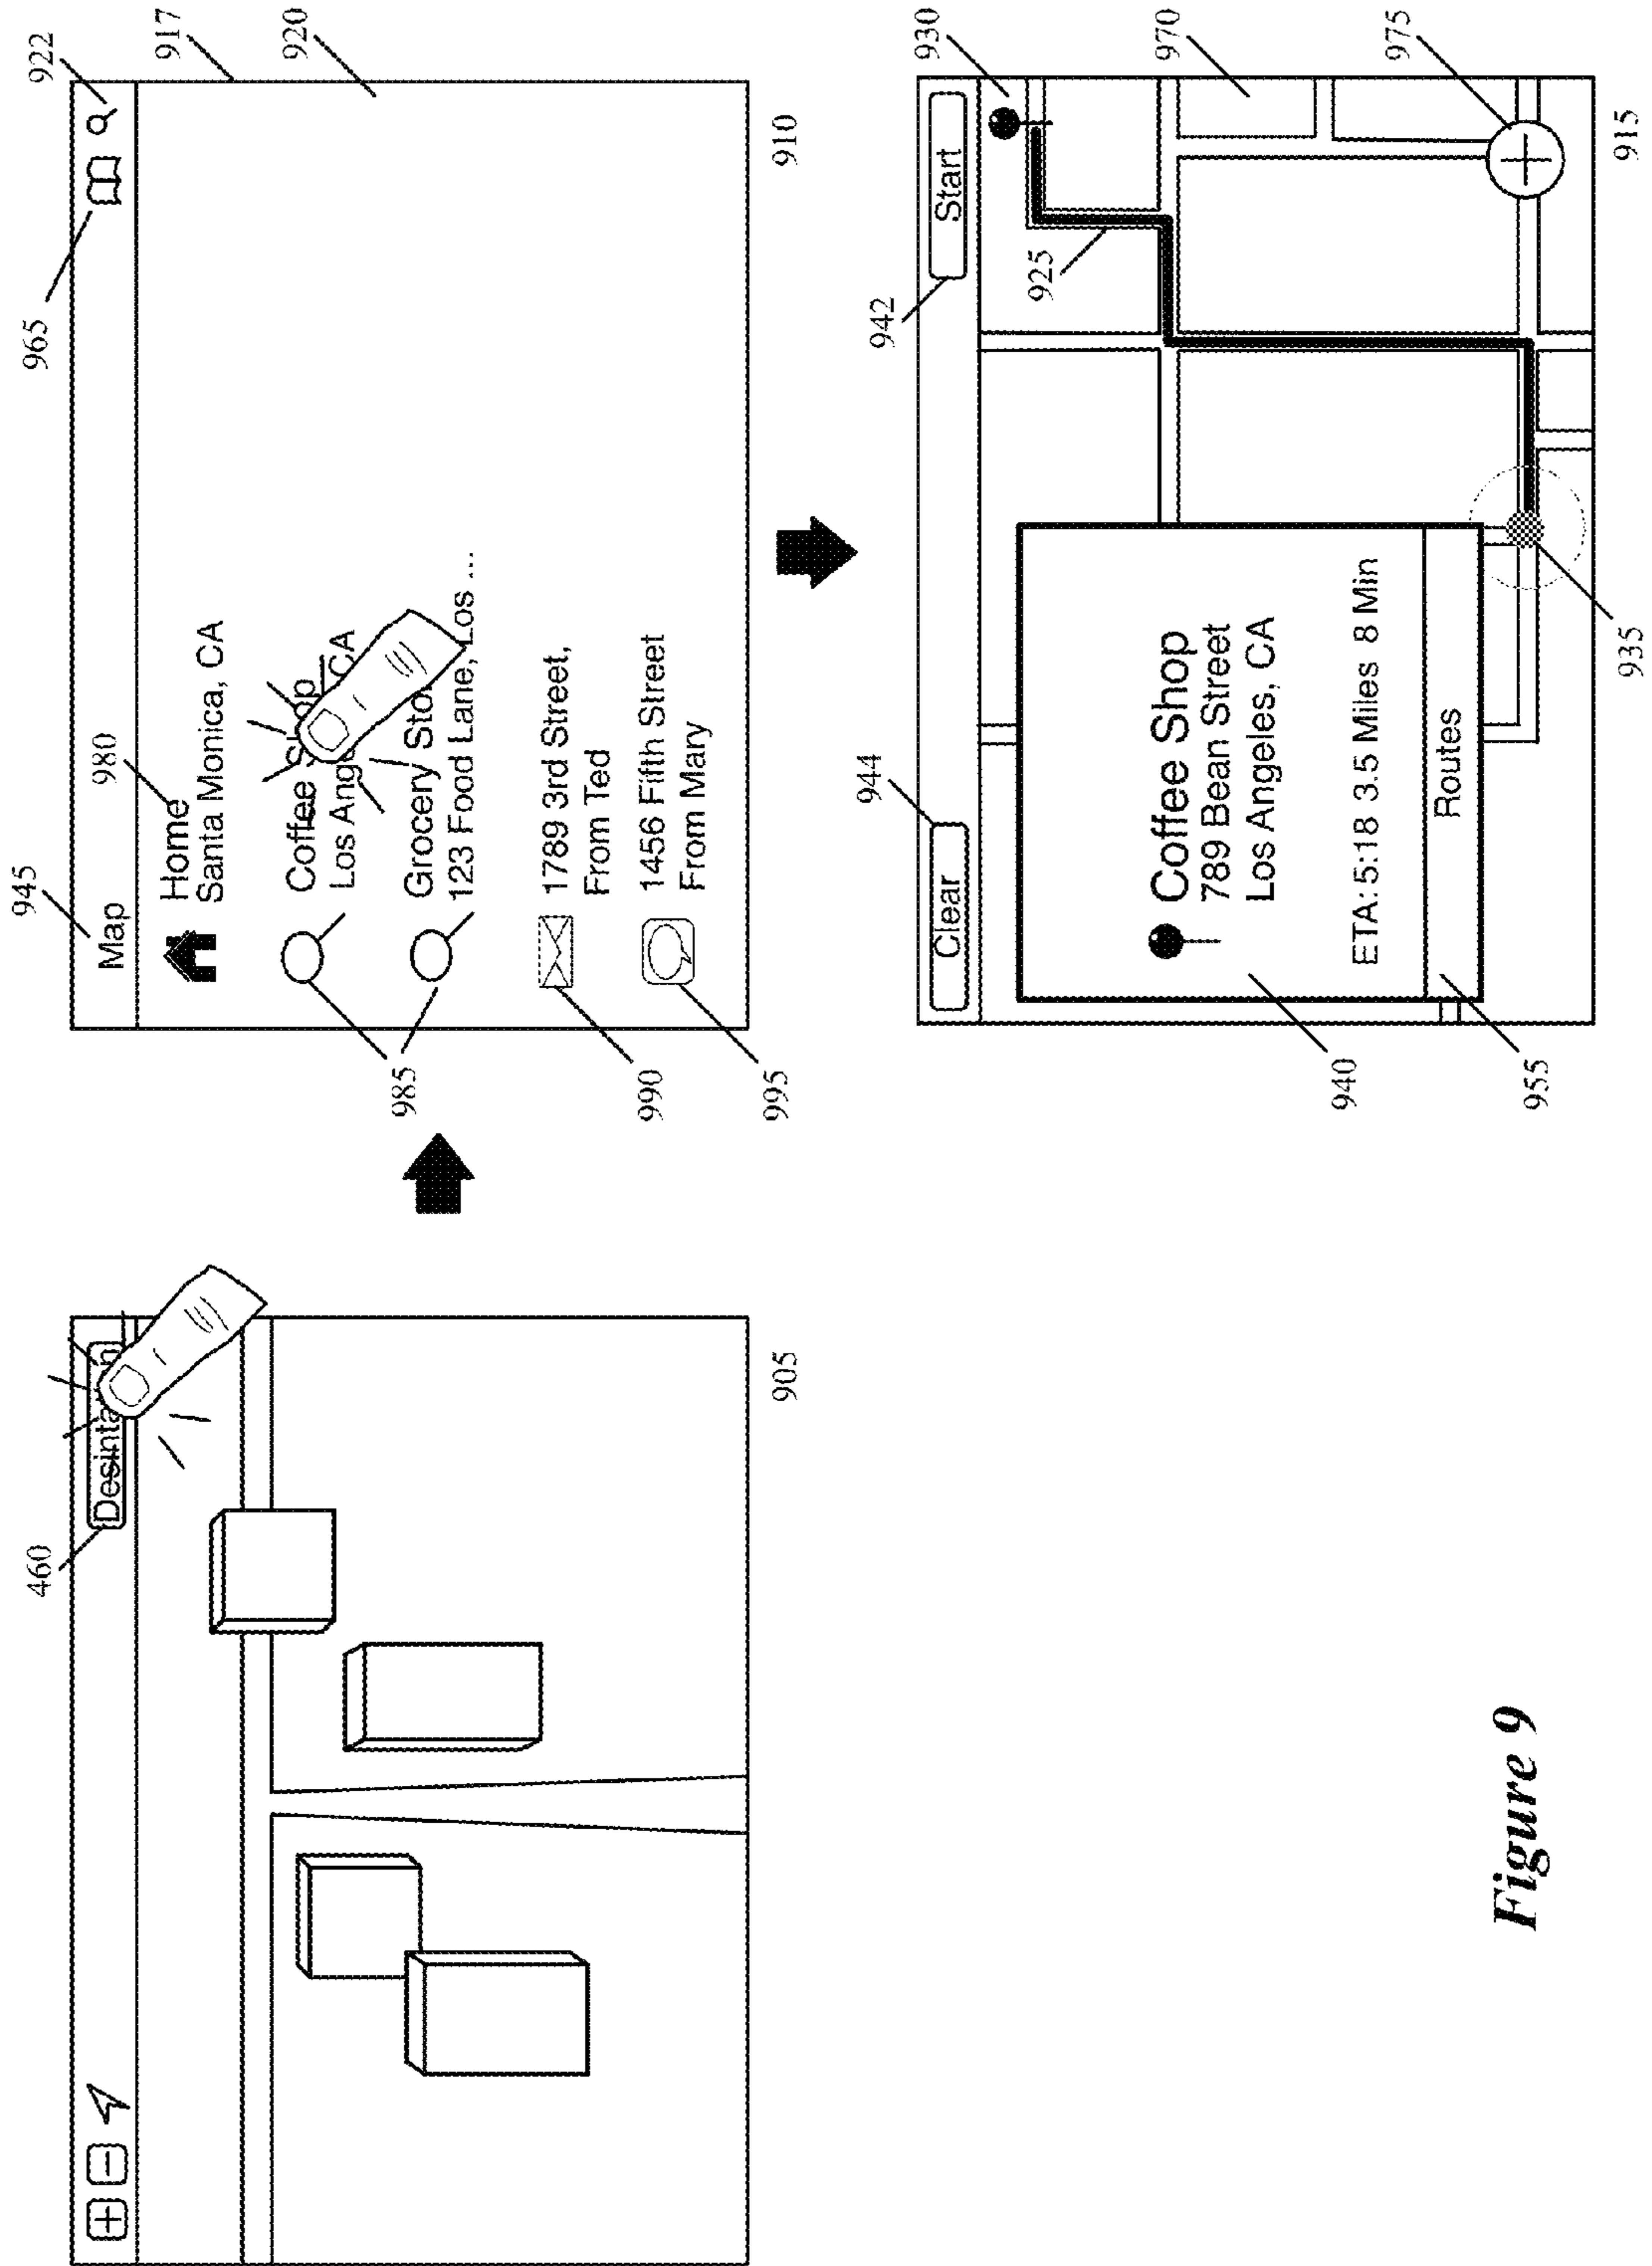 460
Desinta n
905
945
Map
980
965
922
917
920
Home
Santa Monica, CA
Coffee S op
Los Ange CA
Grocery Sto
123 Food Lane, Los ...
1789 3rd Street,
From Ted
1456 Fifth Street
From Mary
985
990
995
910
944
Clear
942
Start
930
925
970
975
Coffee Shop
789 Bean Street
Los Angeles, CA
ETA: 5:18 3.5 Miles 8 Min
Routes
940
955
935
915
Figure 9